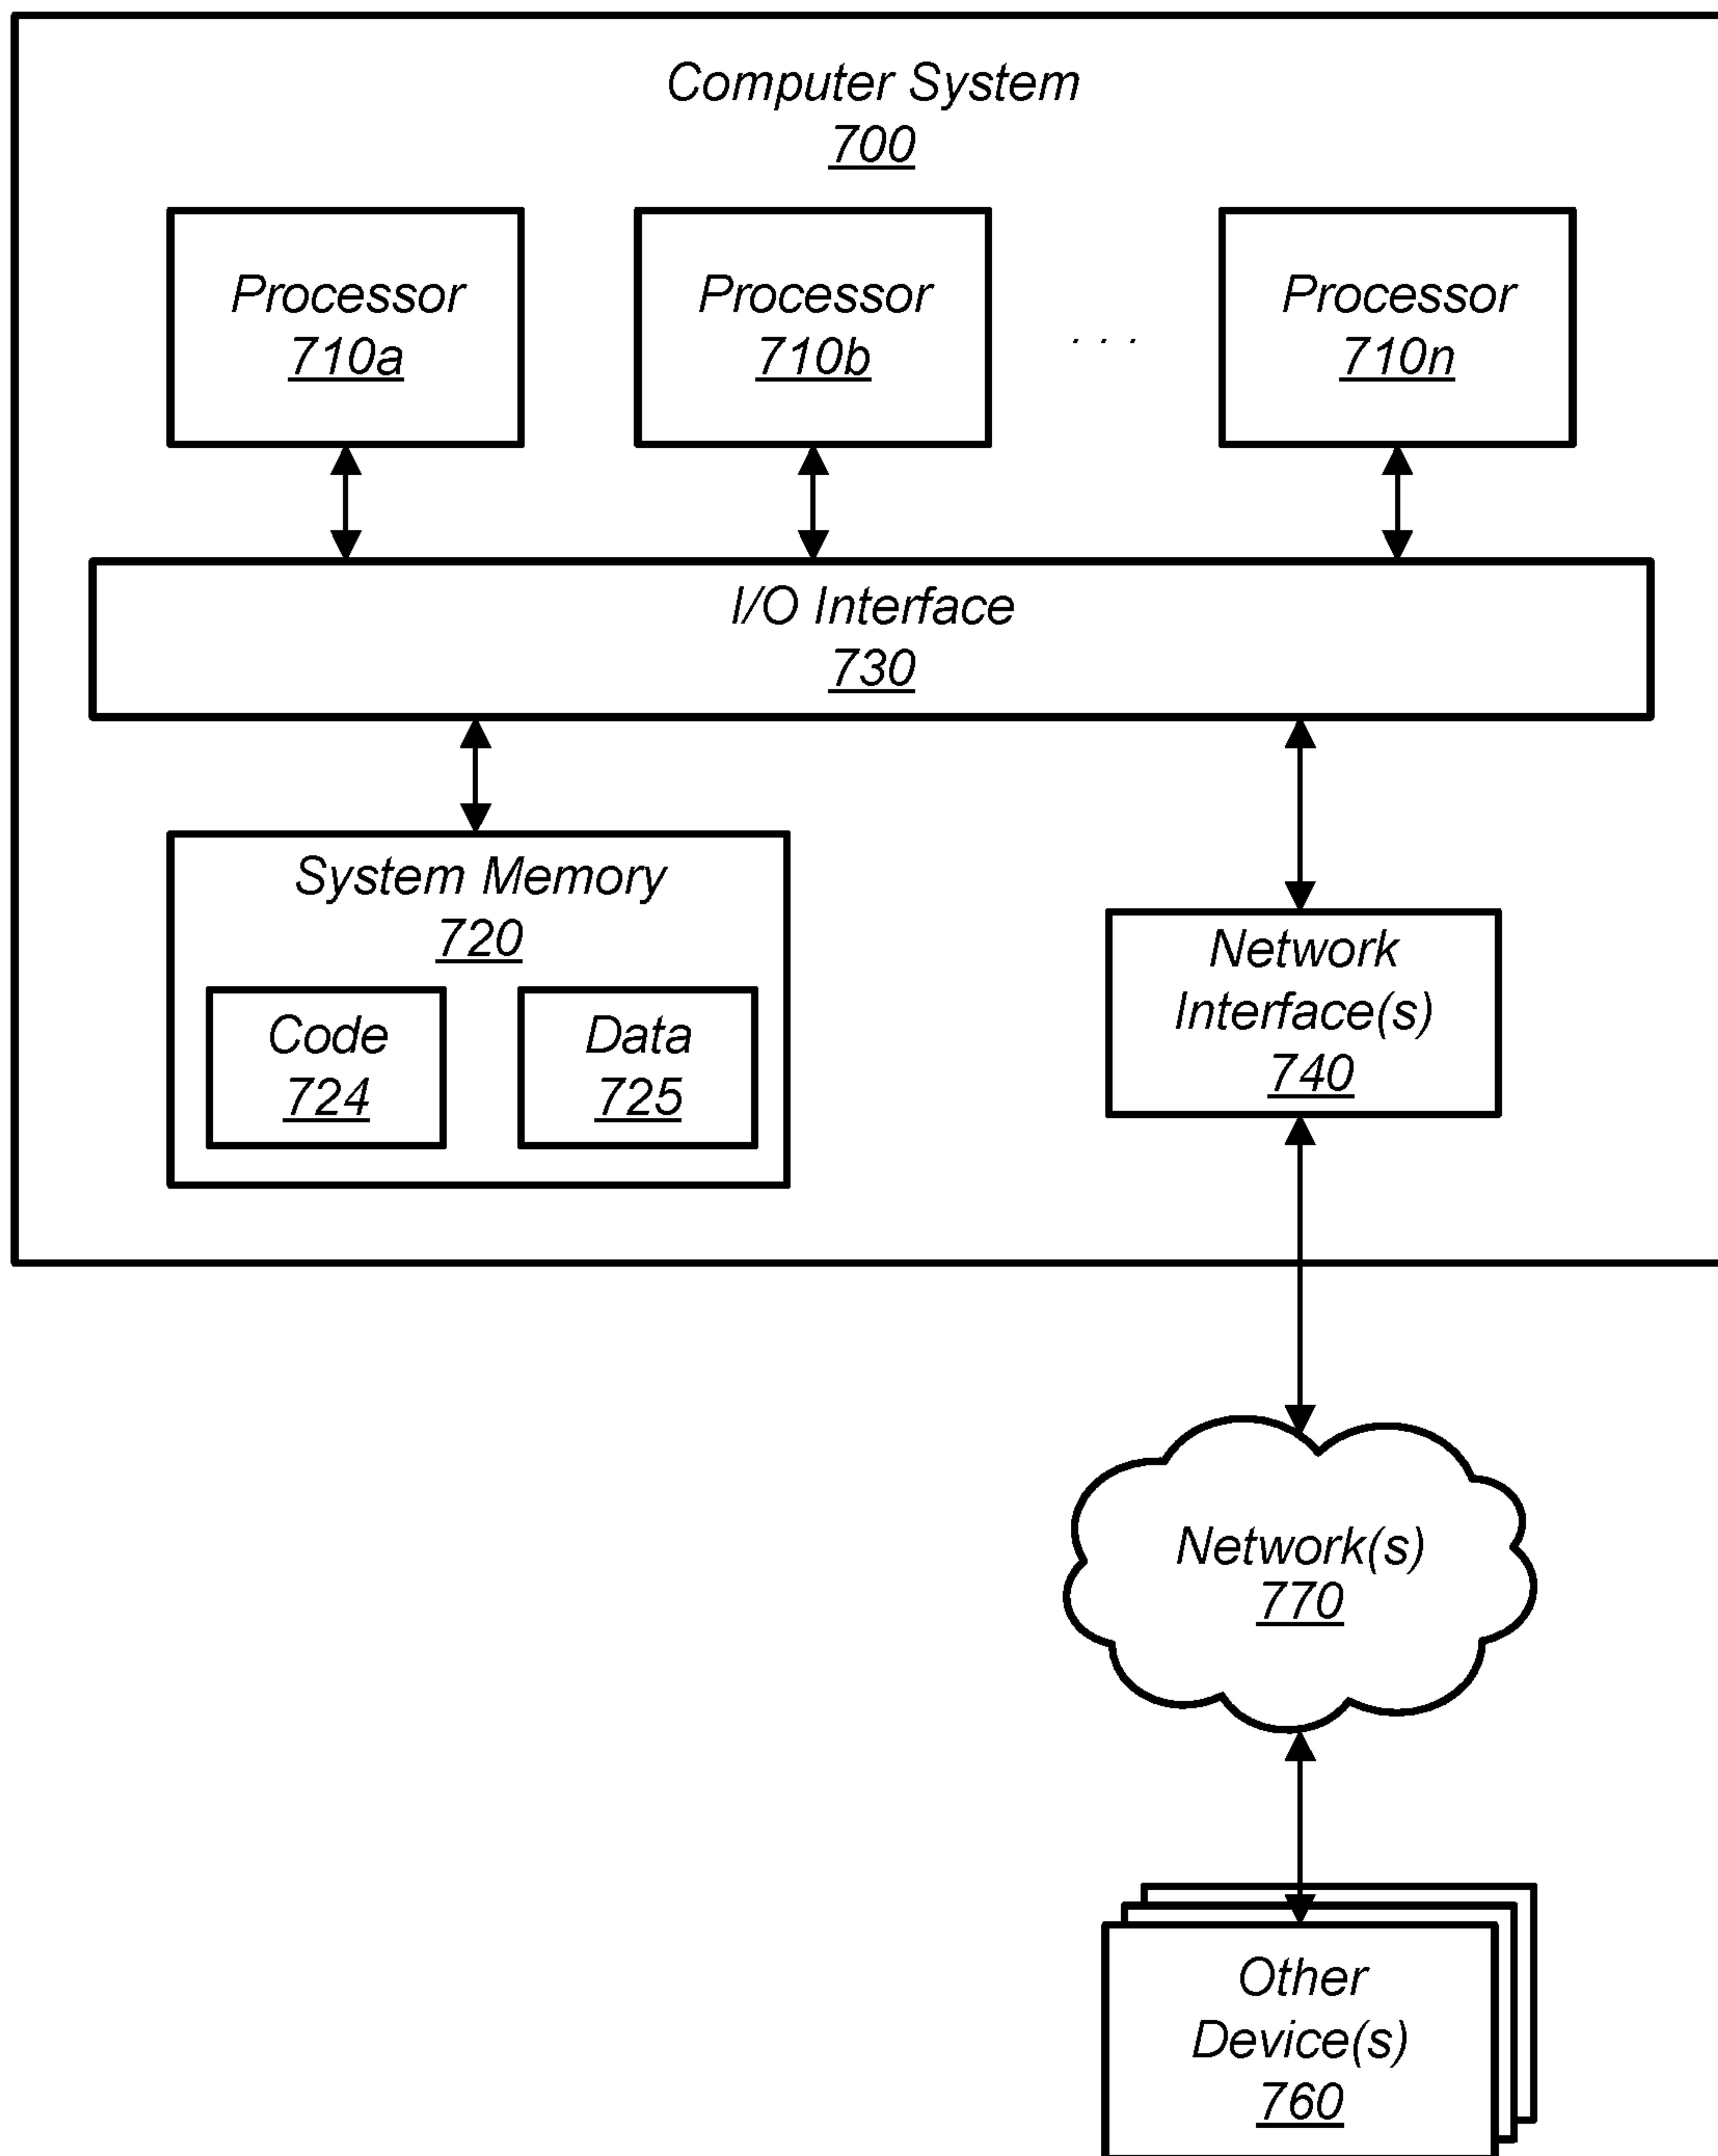 Computer System
700
Processor
710a
Processor
710b
. . .
Processor
710n
I/O Interface
730
System Memory
720
Code
724
Data
725
Network
Interface(s)
740
Network(s)
770
Other
Device(s)
760